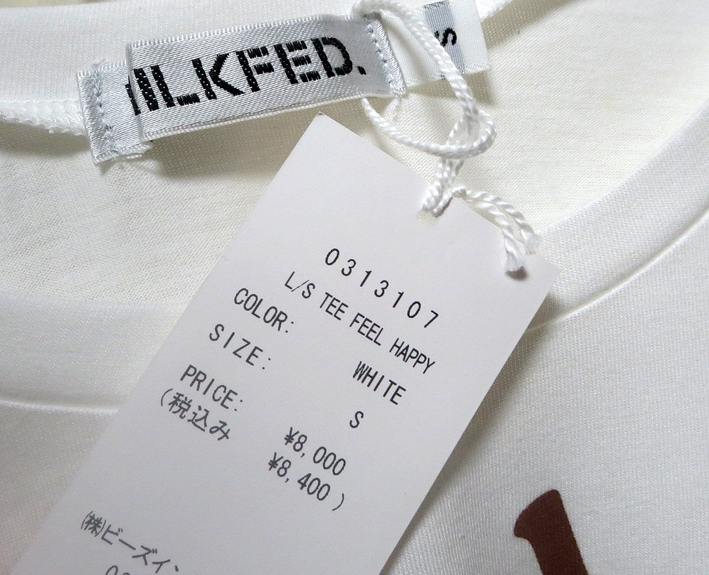 MILKFED.
S
0313107
L/S TEE FEEL HAPPY
COLOR: WHITE
SIZE: S
PRICE: ¥8,000
(税込み ¥8,400)
㈱ビーズイン